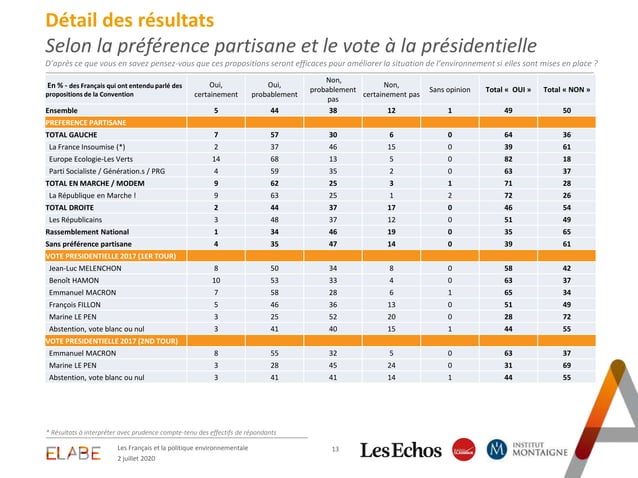 Détail des résultats
Selon la préférence partisane et le vote à la présidentielle
D'après ce que vous en savez pensez-vous que ces propositions seront efficaces pour améliorer la situation de l'environnement si elles sont mises en place ?
En % - des Français qui ont entendu parlé des propositions de la Convention Oui, certainement Oui, probablement Non, probablement pas Non, certainement pas Sans opinion Total « OUI » Total « NON »
Ensemble 5 44 38 12 1 49 50
PREFERENCE PARTISANE
TOTAL GAUCHE 7 57 30 6 0 64 36
La France Insoumise (*) 2 37 46 15 0 39 61
Europe Ecologie-Les Verts 14 68 13 5 0 82 18
Parti Socialiste / Génération.s / PRG 4 59 35 2 0 63 37
TOTAL EN MARCHE / MODEM 9 62 25 3 1 71 28
La République en Marche ! 9 63 25 1 2 72 26
TOTAL DROITE 2 44 37 17 0 46 54
Les Républicains 3 48 37 12 0 51 49
Rassemblement National 1 34 46 19 0 35 65
Sans préférence partisane 4 35 47 14 0 39 61
VOTE PRESIDENTIELLE 2017 (1ER TOUR)
Jean-Luc MELENCHON 8 50 34 8 0 58 42
Benoît HAMON 10 53 33 4 0 63 37
Emmanuel MACRON 7 58 28 6 1 65 34
François FILLON 5 46 36 13 0 51 49
Marine LE PEN 3 25 52 20 0 28 72
Abstention, vote blanc ou nul 3 41 40 15 1 44 55
VOTE PRESIDENTIELLE 2017 (2ND TOUR)
Emmanuel MACRON 8 55 32 5 0 63 37
Marine LE PEN 3 28 45 24 0 31 69
Abstention, vote blanc ou nul 3 41 41 14 1 44 55
* Résultats à interpréter avec prudence compte-tenu des effectifs de répondants
ELABE
Les Français et la politique environnementale
2 juillet 2020
13
LesEchos
INSTITUT
MONTAIGNE